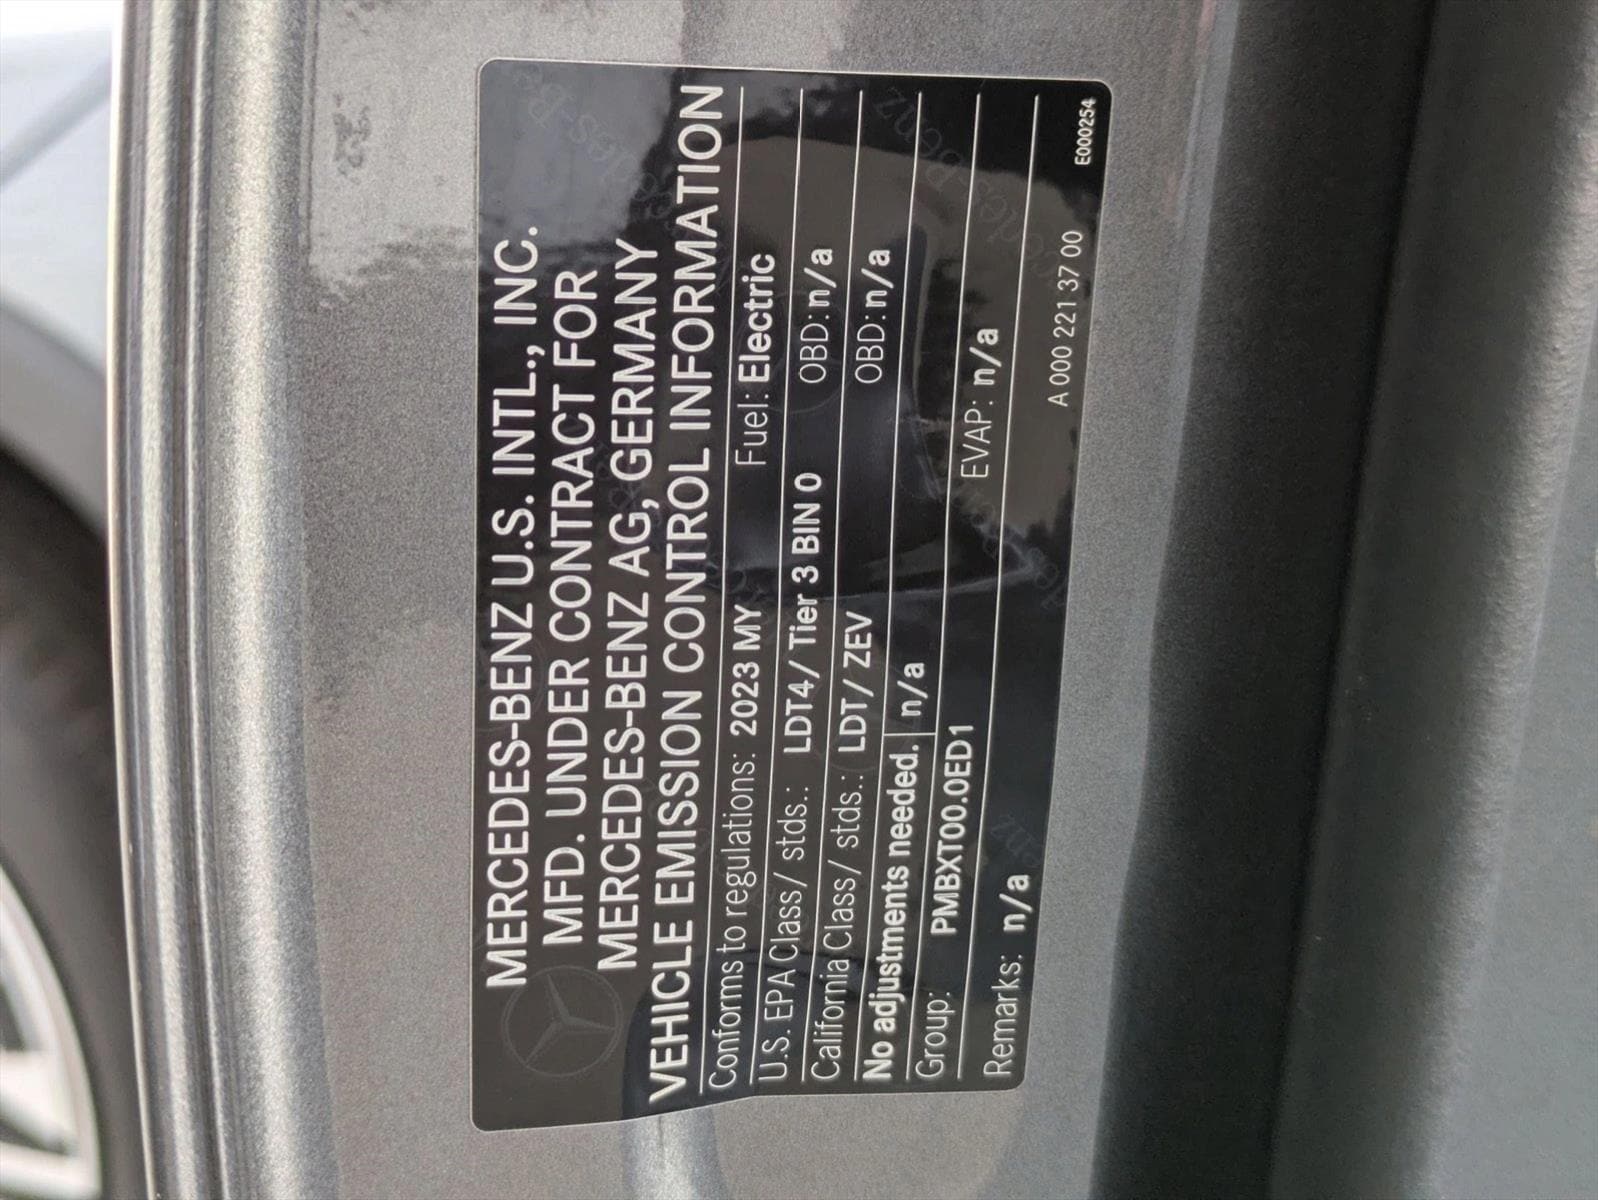 MERCEDES-BENZ U.S. INTL., INC.
MFD. UNDER CONTRACT FOR
MERCEDES-BENZ AG, GERMANY
VEHICLE EMISSION CONTROL INFORMATION
Conforms to regulations: 2023 MY Fuel: Electric
U.S. EPA Class/ stds.: LDT4/ Tier 3 BIN 0 OBD: n/a
California Class/ stds.: LDT / ZEV OBD: n/a
No adjustments needed. n/a
Group: PMBXT00.0ED1 EVAP: n/a
Remarks: n/a
A 000 221 37 00
E000254